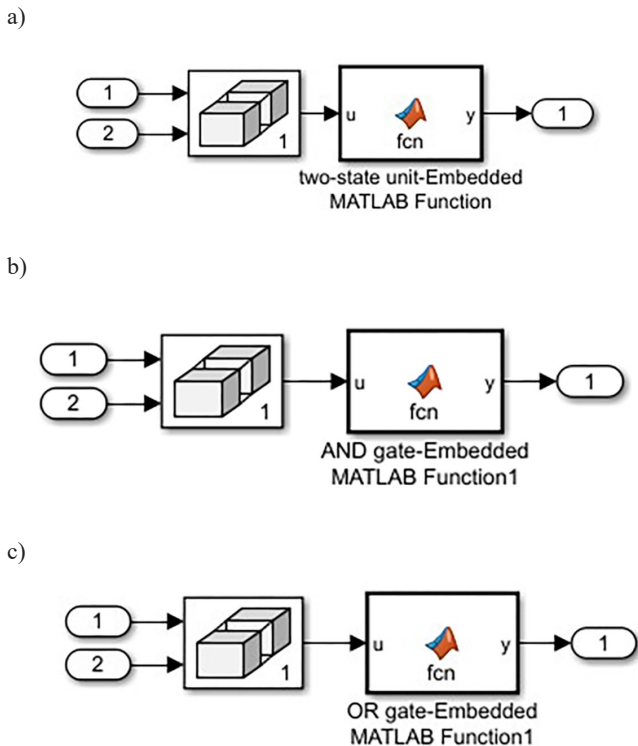 a)
1
2
1
u
fcn
y
1
two-state unit-Embedded
MATLAB Function
b)
1
2
1
u
fcn
y
1
AND gate-Embedded
MATLAB Function1
c)
1
2
1
u
fcn
y
1
OR gate-Embedded
MATLAB Function1